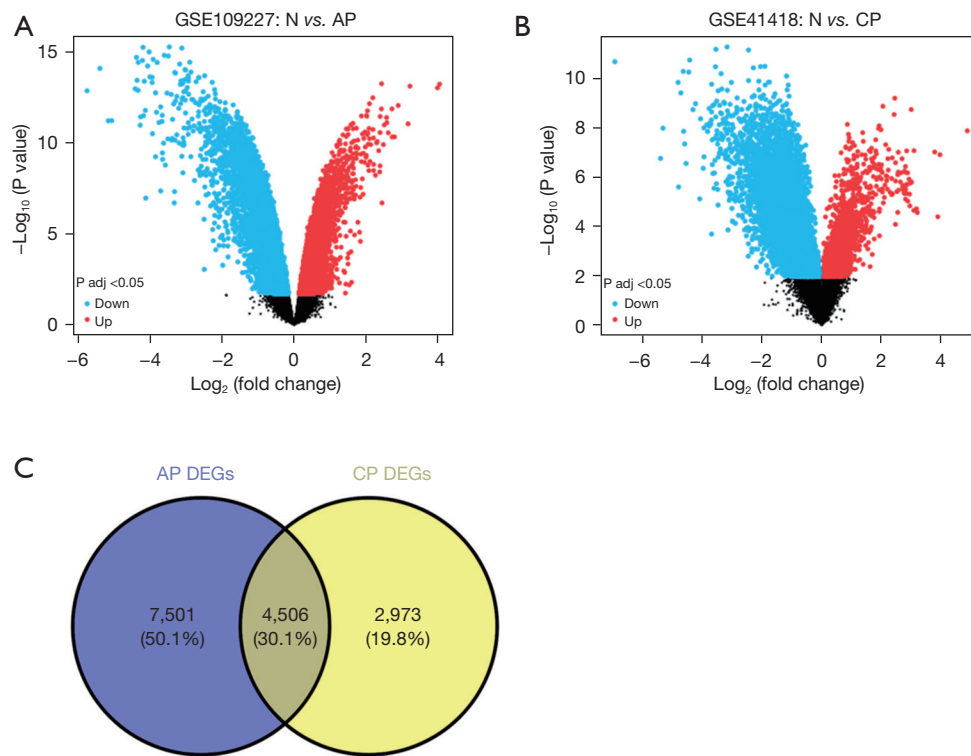 A
GSE109227: N vs. AP
15
10
5
0
−Log₁₀ (P value)
P adj <0.05
Down
Up
−6 −4 −2 0 2 4
Log₂ (fold change)
B
GSE41418: N vs. CP
10
8
6
4
2
0
−Log₁₀ (P value)
P adj <0.05
Down
Up
−6 −4 −2 0 2 4
Log₂ (fold change)
C
AP DEGs CP DEGs
7,501 4,506 2,973
(50.1%) (30.1%) (19.8%)